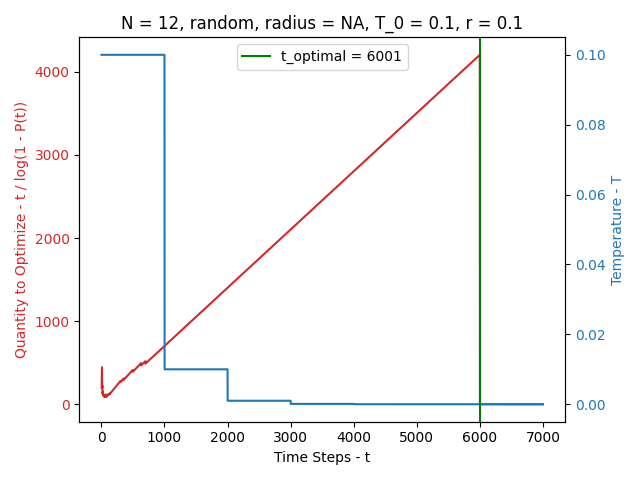 N = 12, random, radius = NA, T_0 = 0.1, r = 0.1
t_optimal = 6001
Quantity to Optimize - t / log(1 - P(t))
4000
3000
2000
1000
0
0.10
0.08
0.06
0.04
0.02
0.00
Temperature - T
0 1000 2000 3000 4000 5000 6000 7000
Time Steps - t